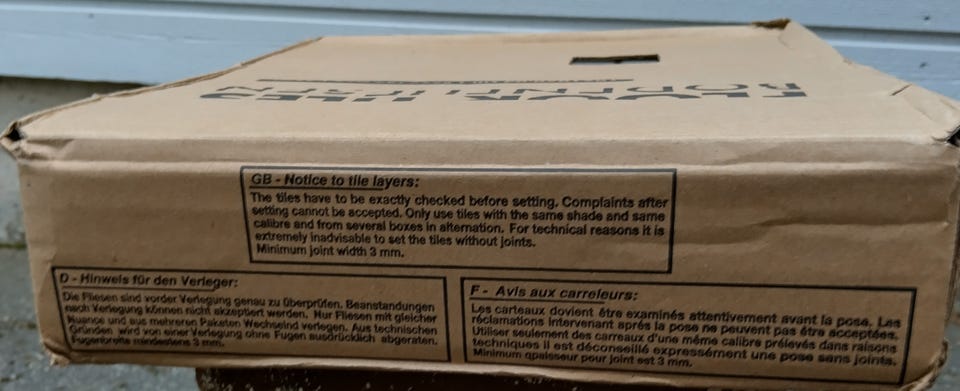 FLOOR TILES
BODENFLIESEN
GB - Notice to tile layers:
The tiles have to be exactly checked before setting. Complaints after
setting cannot be accepted. Only use tiles with the same shade and same
calibre and from several boxes in alternation. For technical reasons it is
extremely inadvisable to set the tiles without joints.
Minimum joint width 3 mm.
D - Hinweis für den Verleger:
Die Fliesen sind vorder Verlegung genau zu überprüfen. Beanstandungen
nach Verlegung können nicht akzeptiert werden. Nur Fliesen mit gleicher
Nuance und aus mehreren Paketen Wechselnd verlegen. Aus technischen
Gründen wird von einer Verlegung ohne Fugen ausdrücklich abgeraten.
Fugenbreite mindestens 3 mm.
F - Avis aux carreleurs:
Les carteaux dovient être examinés attentivement avant la pose. Les
réclamations intervenant aprés la pose ne peuvent pas être acceptées.
Utiliser seulement des carreaux d'une même calibre prélevés dans raisons
techniques il est déconseillé expressément une pose sans joints.
Minimum qpaisseur pour joint est 3 mm.